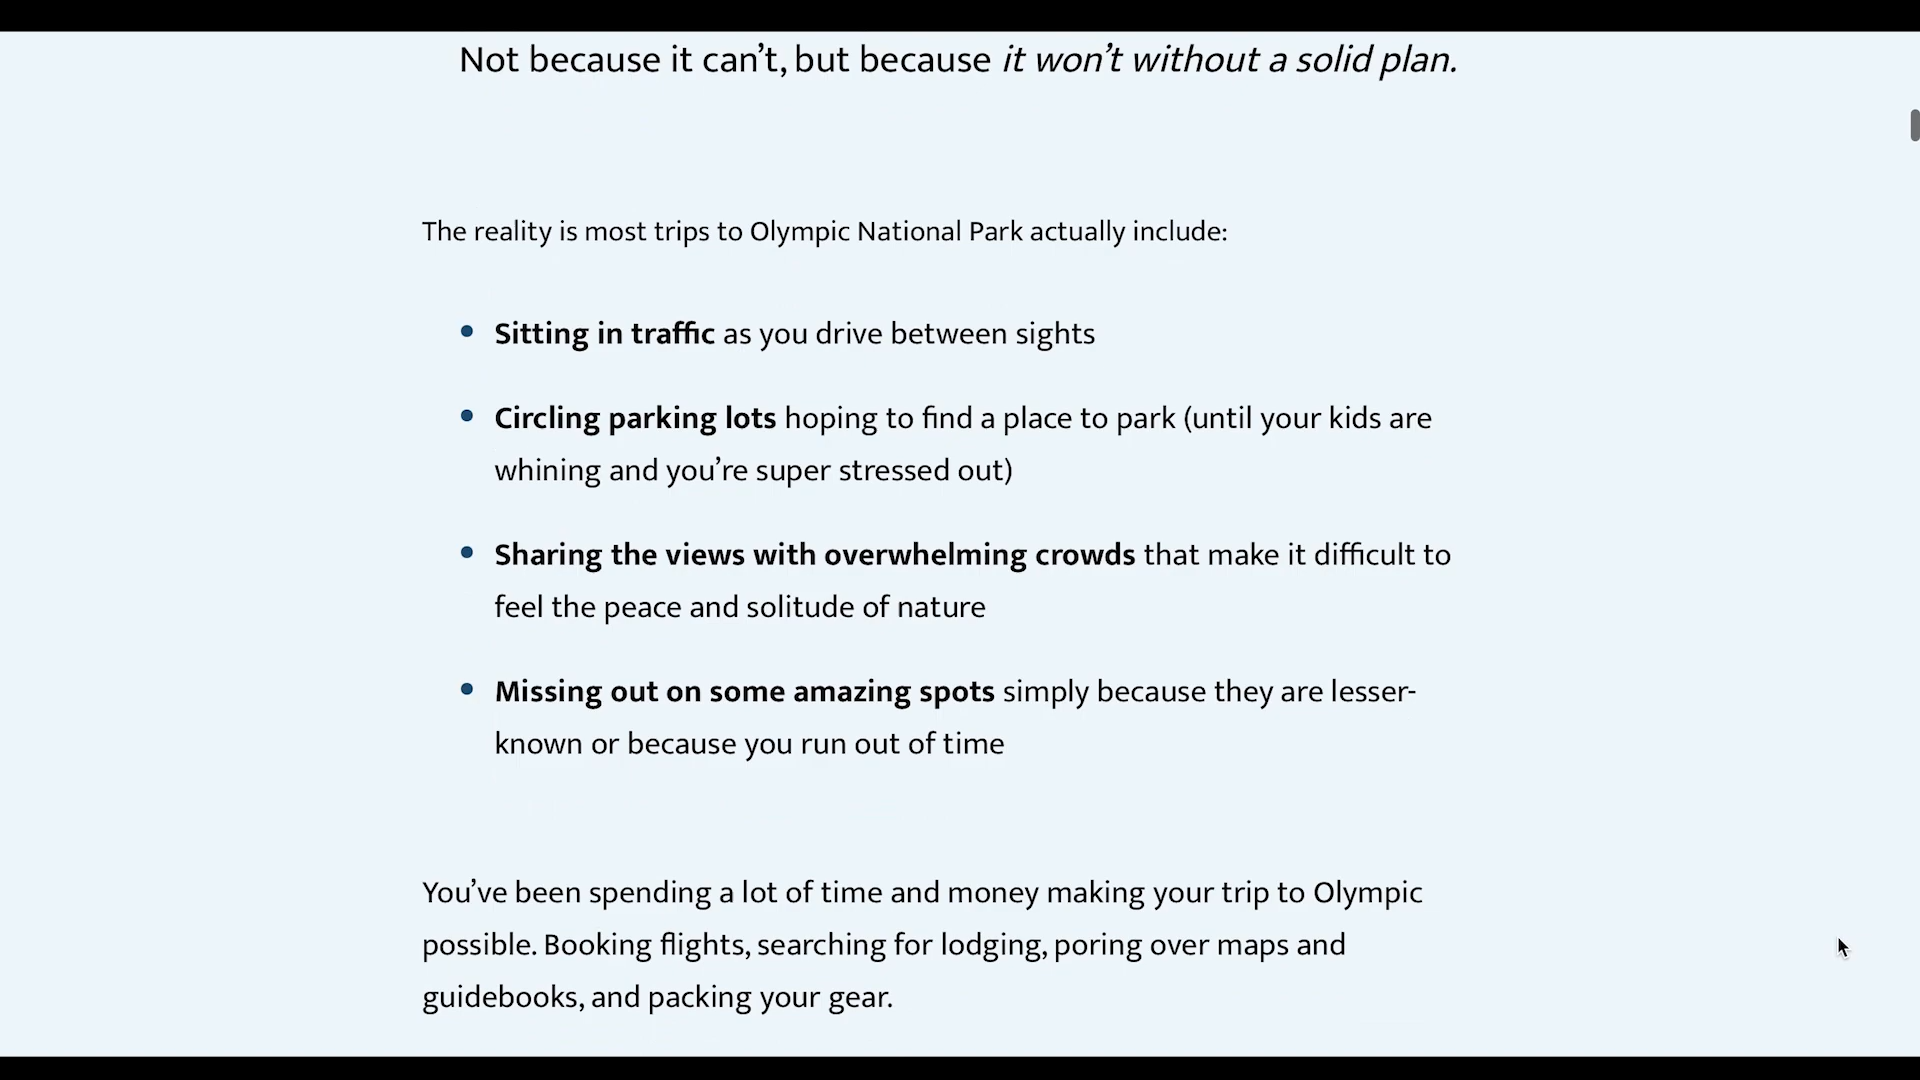 Not because it can’t, but because it won’t without a solid plan.
The reality is most trips to Olympic National Park actually include:
• Sitting in traffic as you drive between sights
• Circling parking lots hoping to find a place to park (until your kids are
whining and you’re super stressed out)
• Sharing the views with overwhelming crowds that make it difficult to
feel the peace and solitude of nature
• Missing out on some amazing spots simply because they are lesser-
known or because you run out of time
You’ve been spending a lot of time and money making your trip to Olympic
possible. Booking flights, searching for lodging, poring over maps and
guidebooks, and packing your gear.